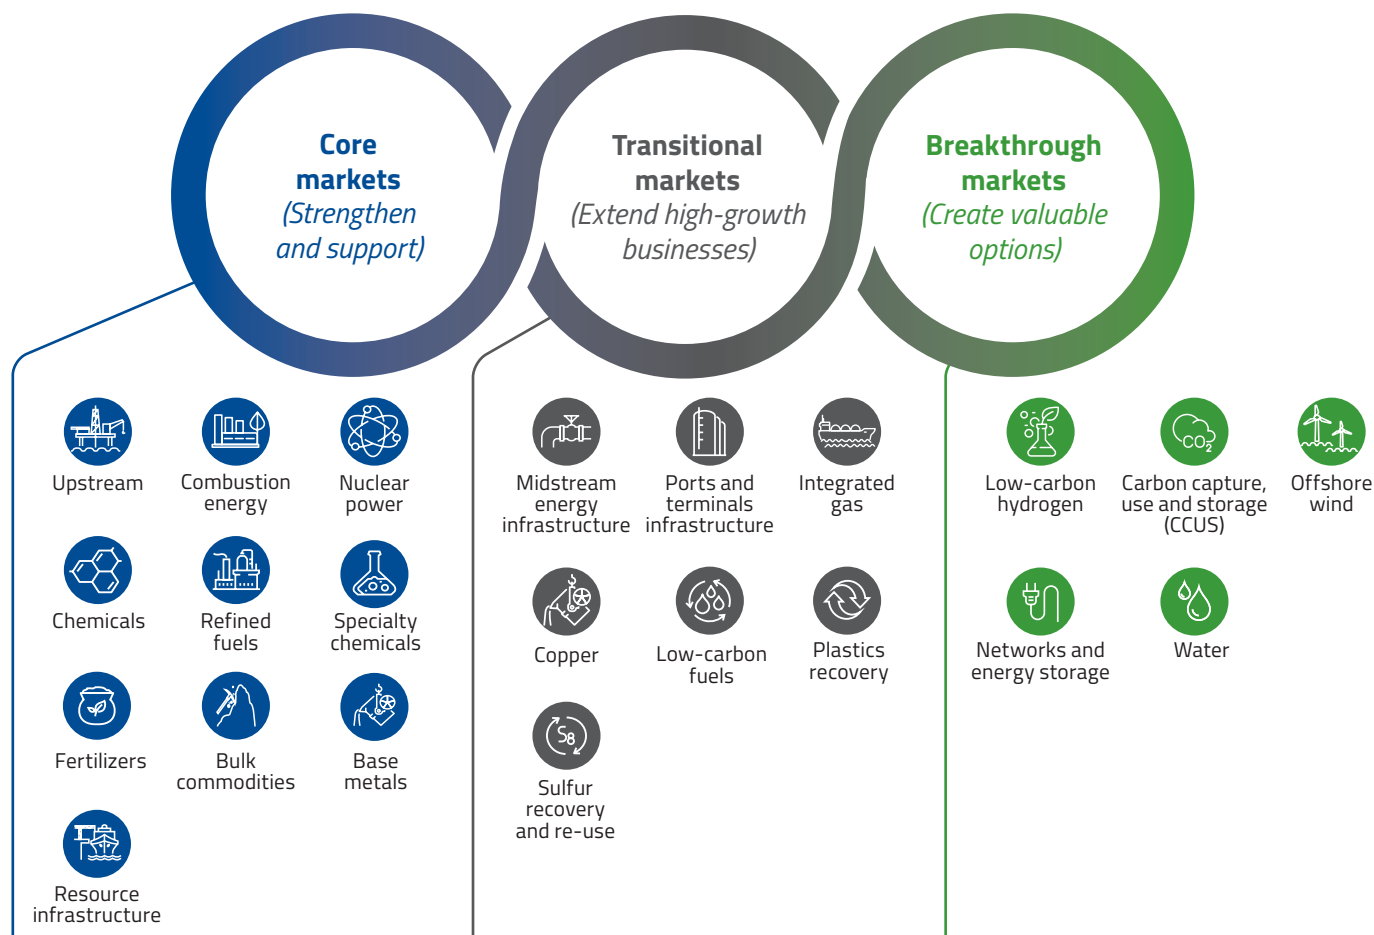 Core
markets
(Strengthen
and support)
Transitional
markets
(Extend high-growth
businesses)
Breakthrough
markets
(Create valuable
options)
Upstream
Combustion
energy
Nuclear
power
Chemicals
Refined
fuels
Specialty
chemicals
Fertilizers
Bulk
commodities
Base
metals
Resource
infrastructure
Midstream
energy
infrastructure
Ports and
terminals
infrastructure
Integrated
gas
Copper
Low-carbon
fuels
Plastics
recovery
S8
Sulfur
recovery
and re-use
Low-carbon
hydrogen
CO2
Carbon capture,
use and storage
(CCUS)
Offshore
wind
Networks and
energy storage
Water